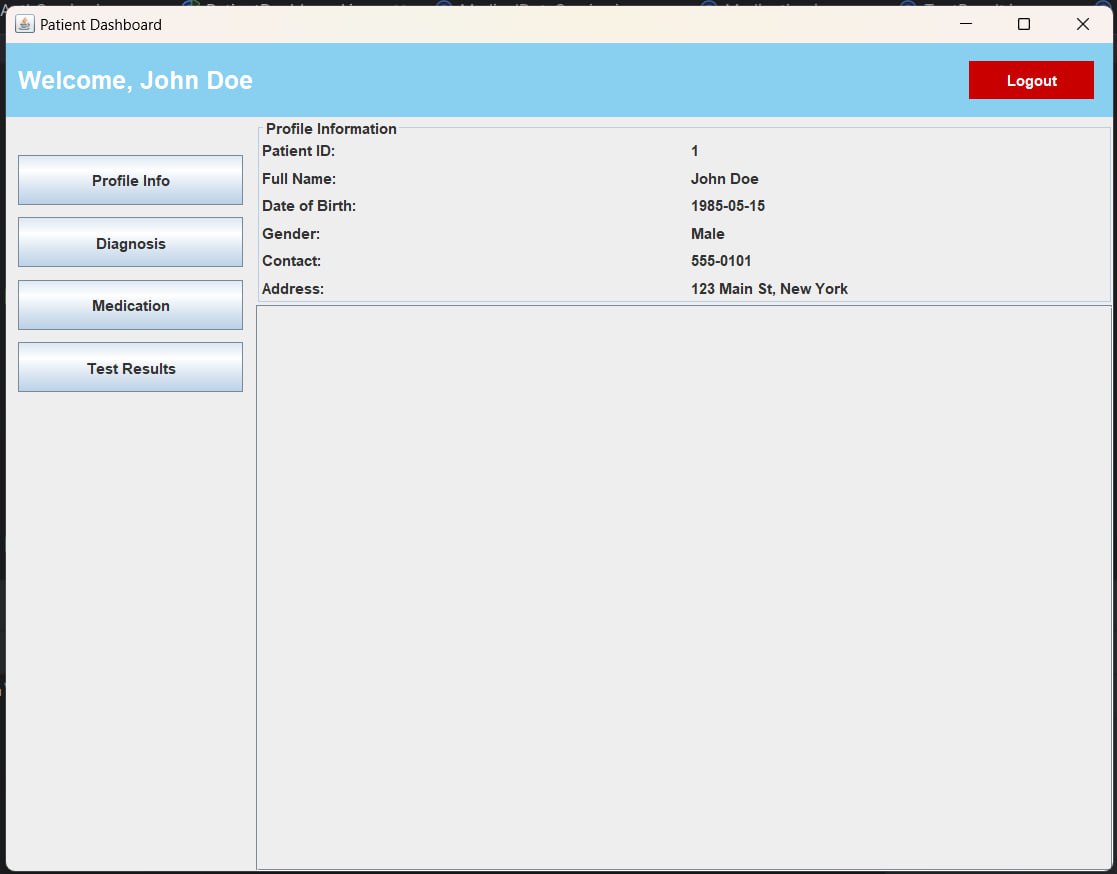 Patient Dashboard
Welcome, John Doe
Logout
Profile Info
Diagnosis
Medication
Test Results
Profile Information
Patient ID: 1
Full Name: John Doe
Date of Birth: 1985-05-15
Gender: Male
Contact: 555-0101
Address: 123 Main St, New York